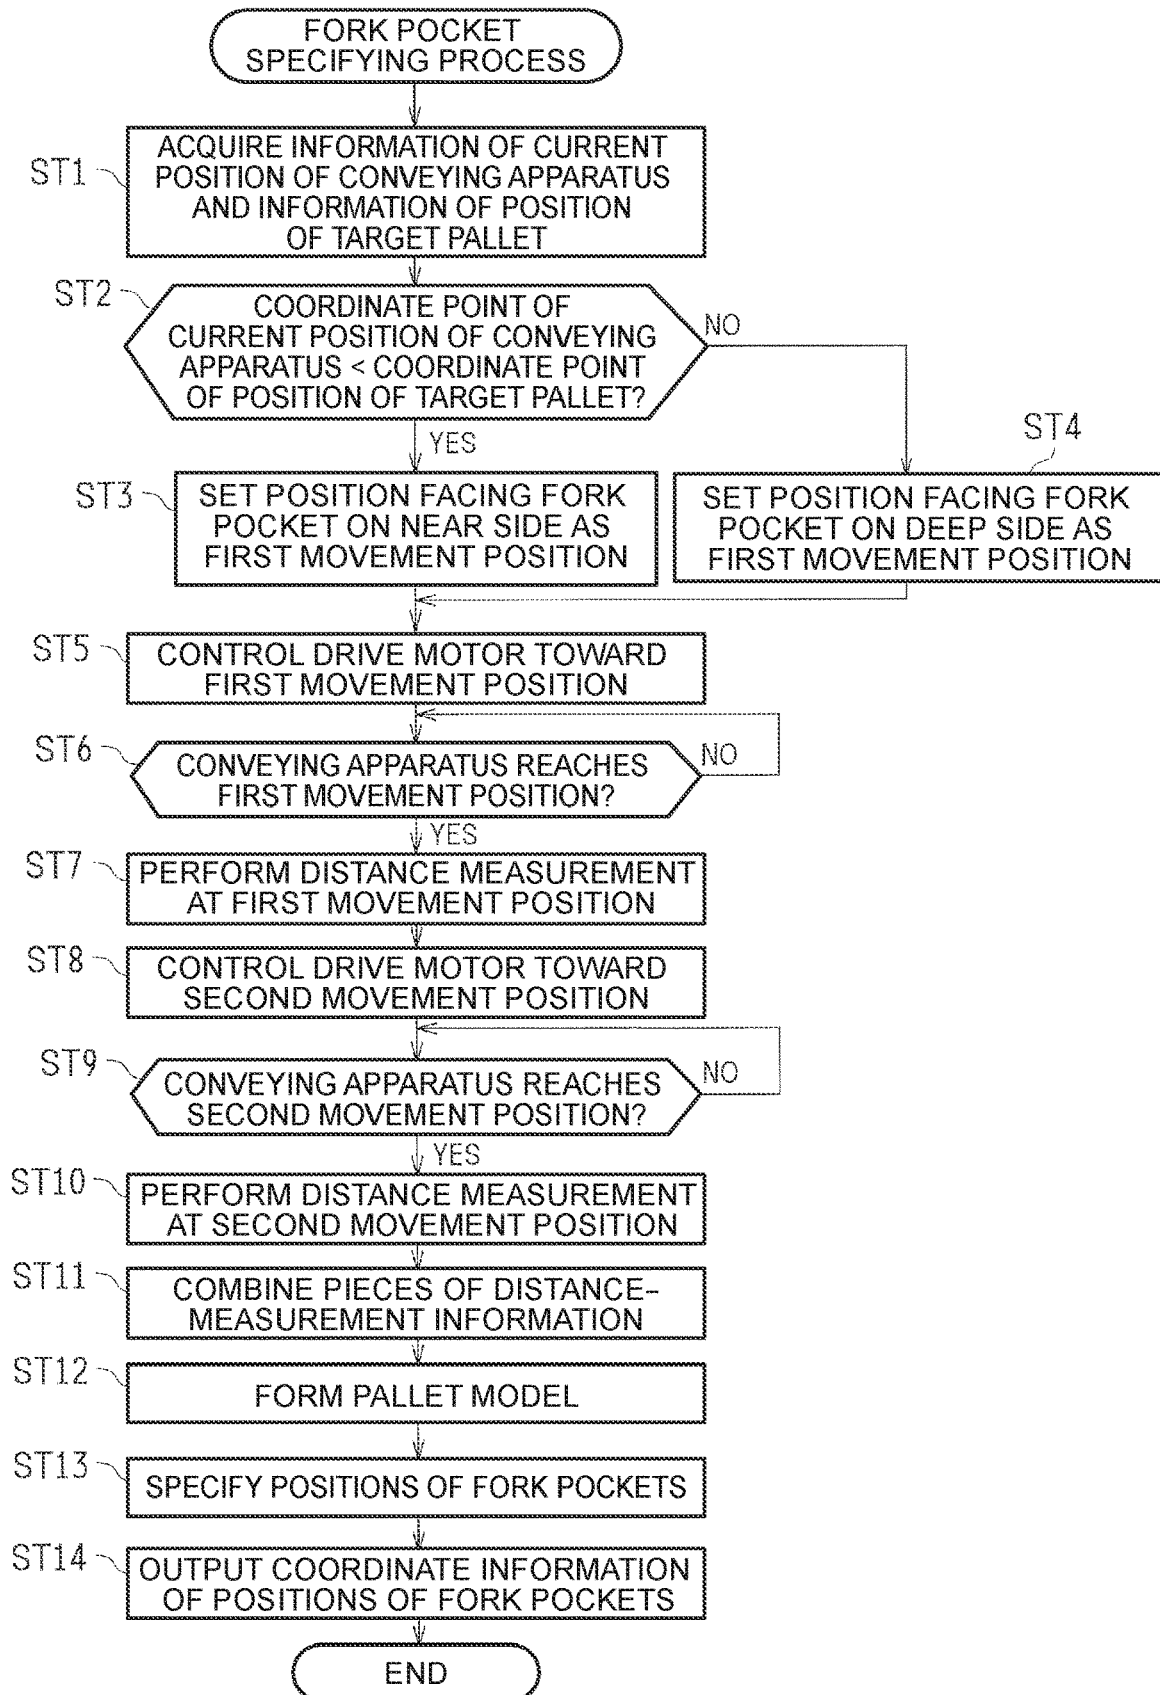 FORK POCKET
SPECIFYING PROCESS
ST1
ACQUIRE INFORMATION OF CURRENT
POSITION OF CONVEYING APPARATUS
AND INFORMATION OF POSITION
OF TARGET PALLET
ST2
COORDINATE POINT OF
CURRENT POSITION OF CONVEYING
APPARATUS < COORDINATE POINT
OF POSITION OF TARGET PALLET?
NO
YES
ST3
SET POSITION FACING FORK
POCKET ON NEAR SIDE AS
FIRST MOVEMENT POSITION
ST4
SET POSITION FACING FORK
POCKET ON DEEP SIDE AS
FIRST MOVEMENT POSITION
ST5
CONTROL DRIVE MOTOR TOWARD
FIRST MOVEMENT POSITION
ST6
CONVEYING APPARATUS REACHES
FIRST MOVEMENT POSITION?
NO
YES
ST7
PERFORM DISTANCE MEASUREMENT
AT FIRST MOVEMENT POSITION
ST8
CONTROL DRIVE MOTOR TOWARD
SECOND MOVEMENT POSITION
ST9
CONVEYING APPARATUS REACHES
SECOND MOVEMENT POSITION?
NO
YES
ST10
PERFORM DISTANCE MEASUREMENT
AT SECOND MOVEMENT POSITION
ST11
COMBINE PIECES OF DISTANCE-
MEASUREMENT INFORMATION
ST12
FORM PALLET MODEL
ST13
SPECIFY POSITIONS OF FORK POCKETS
ST14
OUTPUT COORDINATE INFORMATION
OF POSITIONS OF FORK POCKETS
END